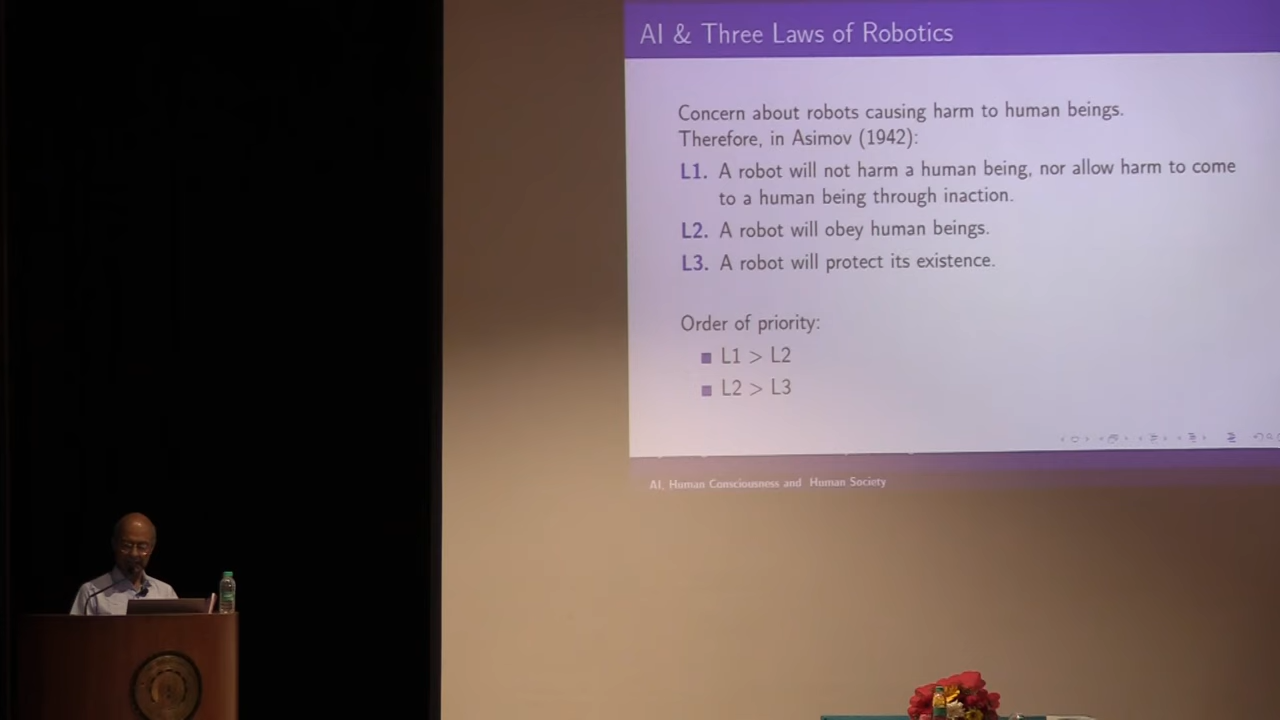 AI & Three Laws of Robotics
Concern about robots causing harm to human beings.
Therefore, in Asimov (1942):
L1. A robot will not harm a human being, nor allow harm to come
to a human being through inaction.
L2. A robot will obey human beings.
L3. A robot will protect its existence.
Order of priority:
L1 > L2
L2 > L3
AI, Human Consciousness and Human Society